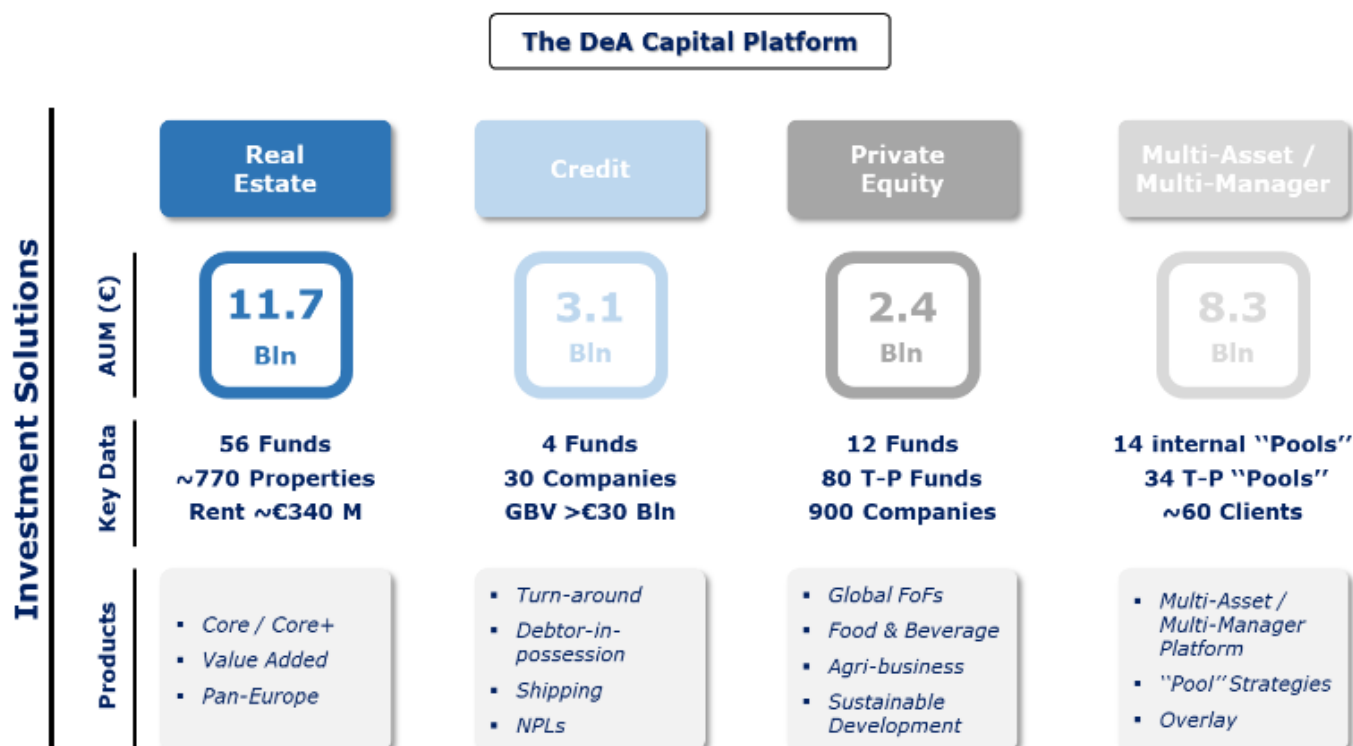 The DeA Capital Platform
Investment Solutions
Real
Estate
Credit
Private
Equity
Multi-Asset /
Multi-Manager
AUM (€)
11.7
Bln
3.1
Bln
2.4
Bln
8.3
Bln
Key Data
56 Funds
~770 Properties
Rent ~€340 M
4 Funds
30 Companies
GBV >€30 Bln
12 Funds
80 T-P Funds
900 Companies
14 internal ''Pools''
34 T-P ''Pools''
~60 Clients
Products
▪ Core / Core+
▪ Value Added
▪ Pan-Europe
▪ Turn-around
▪ Debtor-in-
possession
▪ Shipping
▪ NPLs
▪ Global FoFs
▪ Food & Beverage
▪ Agri-business
▪ Sustainable
Development
▪ Multi-Asset /
Multi-Manager
Platform
▪ ''Pool'' Strategies
▪ Overlay